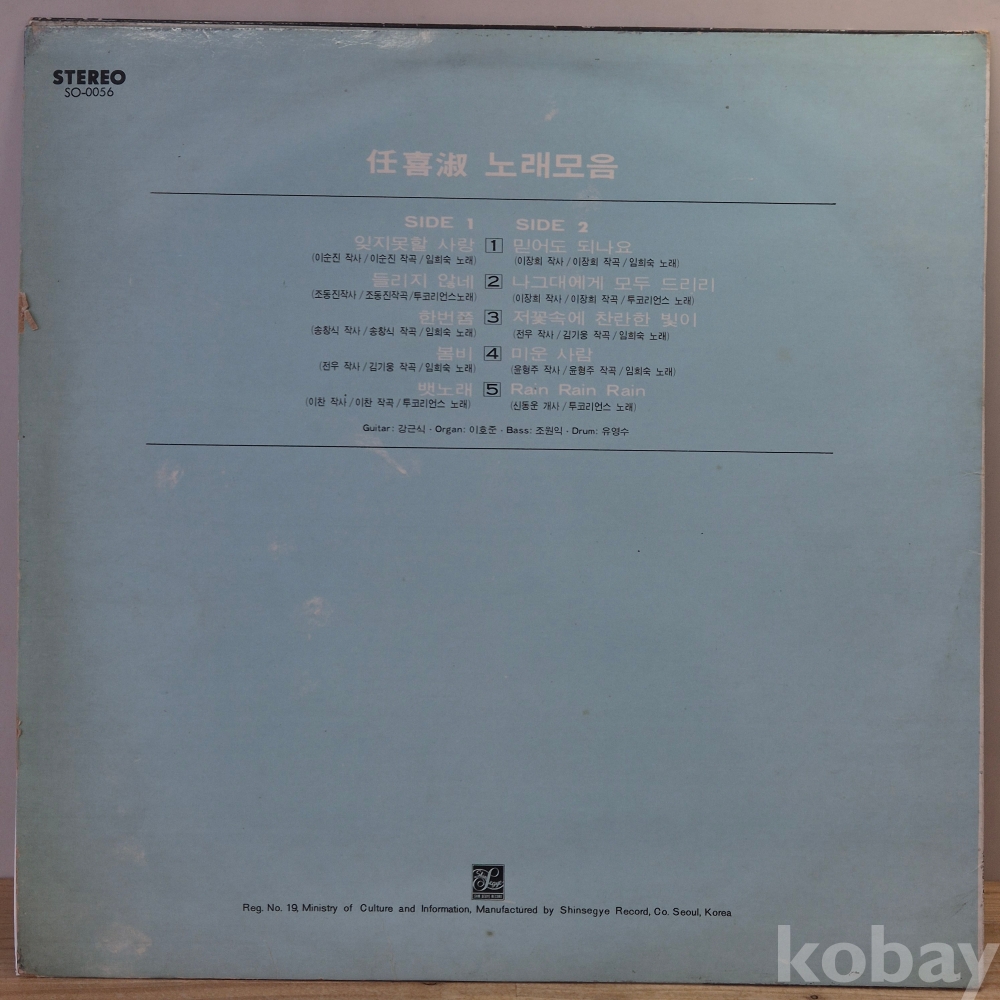 STEREO
SO-0056
任喜淑 노래모음
SIDE 1 SIDE 2
잊지못할 사랑 1 믿어도 되나요
(이순진 작사/이순진 작곡/임희숙 노래) (이장희 작사/이장희 작곡/임희숙 노래)
들리지 않네 2 나그대에게 모두 드리리
(조동진작사/조동진작곡/투코리언스노래) (이장희 작사/이장희 작곡/투코리언스 노래)
한번쯤 3 저꽃속에 찬란한 빛이
(송창식 작사/송창식 작곡/임희숙 노래) (전우 작사/김기웅 작곡/임희숙 노래)
봄비 4 미운 사람
(전우 작사/김기웅 작곡/임희숙 노래) (윤형주 작사/윤형주 작곡/임희숙 노래)
뱃노래 5 Rain Rain Rain
(이찬 작사/이찬 작곡/투코리언스 노래) (신동운 개사/투코리언스 노래)
Guitar: 강근식 · Organ: 이호준 · Bass: 조원익 · Drum: 유영수
Reg. No. 19, Ministry of Culture and Information, Manufactured by Shinsegye Record, Co. Seoul, Korea
kobay